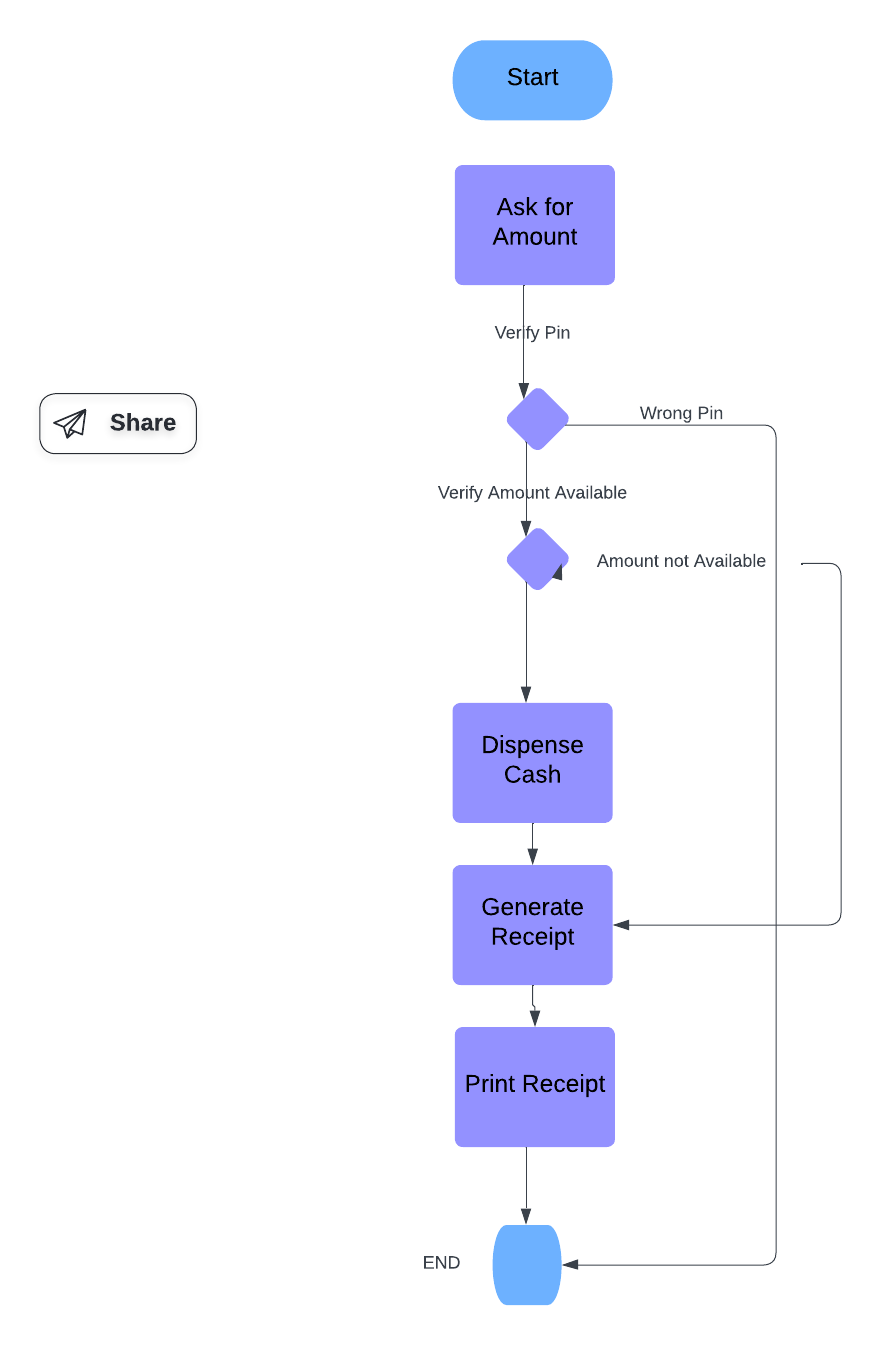 Start
Ask for
Amount
Verify Pin
Wrong Pin
Share
Verify Amount Available
Amount not Available
Dispense
Cash
Generate
Receipt
Print Receipt
END